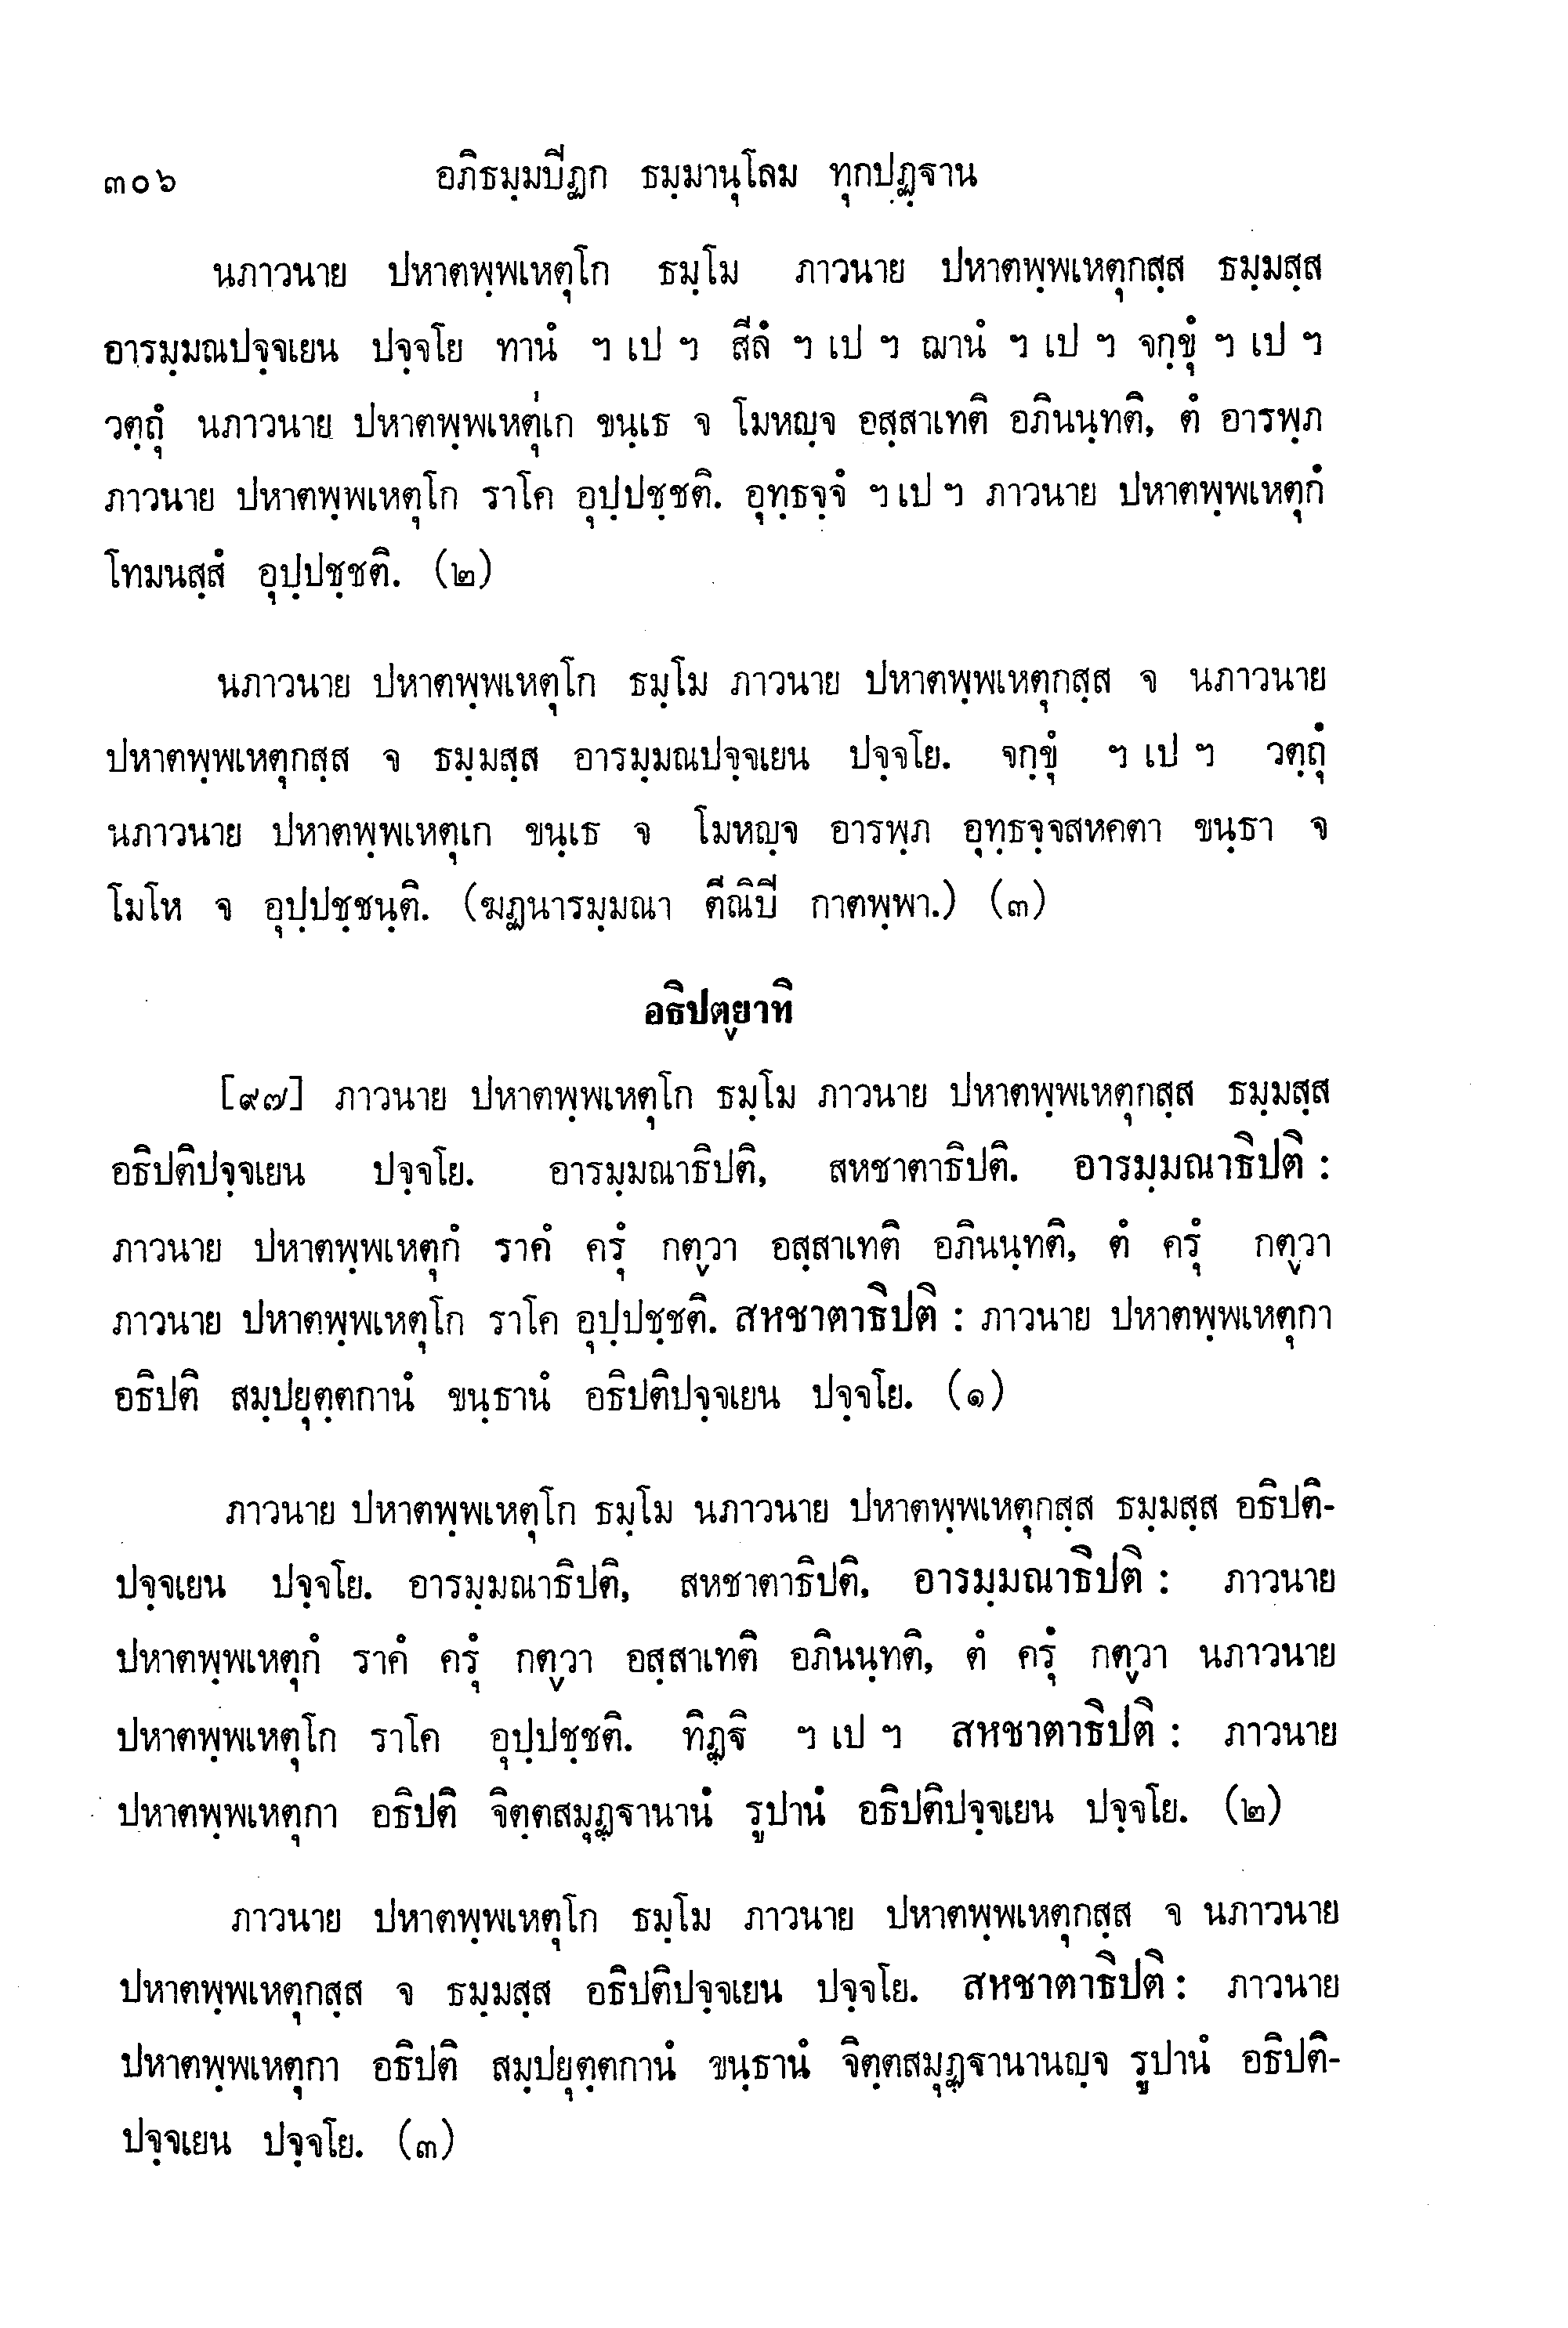 ๓๐๖ อภิธมฺมปิฏก ธมฺมานุโลม ทุกปฏฺฐาน
นภาวนาย ปหาตพฺพเหตุโก ธมฺโม ภาวนาย ปหาตพฺพเหตุกสฺส ธมฺมสฺส
อารมฺมณปจฺจเยน ปจฺจโย ทานํ ฯ เป ฯ สีลํ ฯ เป ฯ ฌานํ ฯ เป ฯ จกฺขุํ ฯ เป ฯ
วตฺถุํ นภาวนาย ปหาตพฺพเหตุ่เก ขนฺเธ จ โมหญฺจ อสฺสาเทติ อภินนฺทติ, ตํ อารพฺภ
ภาวนาย ปหาตพฺพเหตุโก ราโค อุปฺปชฺชติ. อุทฺธจฺจํ ฯ เป ฯ ภาวนาย ปหาตพฺพเหตุกํ
โทมนสฺสํ อุปฺปชฺชติ. (๒)
นภาวนาย ปหาตพฺพเหตุโก ธมฺโม ภาวนาย ปหาตพฺพเหตุกสฺส จ นภาวนาย
ปหาตพฺพเหตุกสฺส จ ธมฺมสฺส อารมฺมณปจฺจเยน ปจฺจโย. จกฺขุํ ฯ เป ฯ วตฺถุํ
นภาวนาย ปหาตพฺพเหตุเก ขนฺเธ จ โมหญฺจ อารพฺภ อุทฺธจฺจสหคตา ขนฺธา จ
โมโห จ อุปฺปชฺชนฺติ. (ฆฏนารมฺมณา ตีณิปี กาตพฺพา.) (๓)
อธิปตฺยาทิ
[๙๗] ภาวนาย ปหาตพฺพเหตุโก ธมฺโม ภาวนาย ปหาตพฺพเหตุกสฺส ธมฺมสฺส
อธิปติปจฺจเยน ปจฺจโย. อารมฺมณาธิปติ, สหชาตาธิปติ. อารมฺมณาธิปติ :
ภาวนาย ปหาตพฺพเหตุกํ ราคํ ครุํ กตฺวา อสฺสาเทติ อภินนฺทติ, ตํ ครุํ กตฺวา
ภาวนาย ปหาตพฺพเหตุโก ราโค อุปฺปชฺชติ. สหชาตาธิปติ : ภาวนาย ปหาตพฺพเหตุกา
อธิปติ สมฺปยุตฺตกานํ ขนฺธานํ อธิปติปจฺจเยน ปจฺจโย. (๑)
ภาวนาย ปหาตพฺพเหตุโก ธมฺโม นภาวนาย ปหาตพฺพเหตุกสฺส ธมฺมสฺส อธิปติ-
ปจฺจเยน ปจฺจโย. อารมฺมณาธิปติ, สหชาตาธิปติ, อารมฺมณาธิปติ : ภาวนาย
ปหาตพฺพเหตุกํ ราคํ ครุํ กตฺวา อสฺสาเทติ อภินนฺทติ, ตํ ครุํ กตฺวา นภาวนาย
ปหาตพฺพเหตุโก ราโค อุปฺปชฺชติ. ทิฏฺฐิ ฯ เป ฯ สหชาตาธิปติ : ภาวนาย
ปหาตพฺพเหตุกา อธิปติ จิตฺตสมุฏฺฐานานํ รูปานํ อธิปติปจฺจเยน ปจฺจโย. (๒)
ภาวนาย ปหาตพฺพเหตุโก ธมฺโม ภาวนาย ปหาตพฺพเหตุกสฺส จ นภาวนาย
ปหาตพฺพเหตุกสฺส จ ธมฺมสฺส อธิปติปจฺจเยน ปจฺจโย. สหชาตาธิปติ : ภาวนาย
ปหาตพฺพเหตุกา อธิปติ สมฺปยุตฺตกานํ ขนฺธานํ จิตฺตสมุฏฺฐานานญฺจ รูปานํ อธิปติ-
ปจฺจเยน ปจฺจโย. (๓)